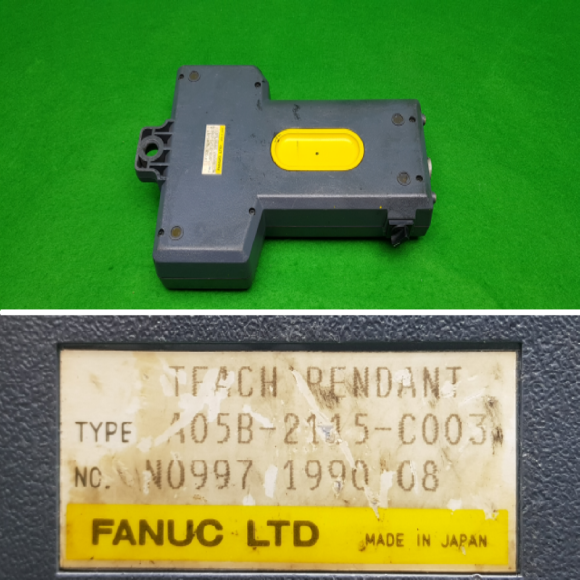 TEACH PENDANT
TYPE A05B-2115-C003
NO. N0997 1990 08
FANUC LTD MADE IN JAPAN